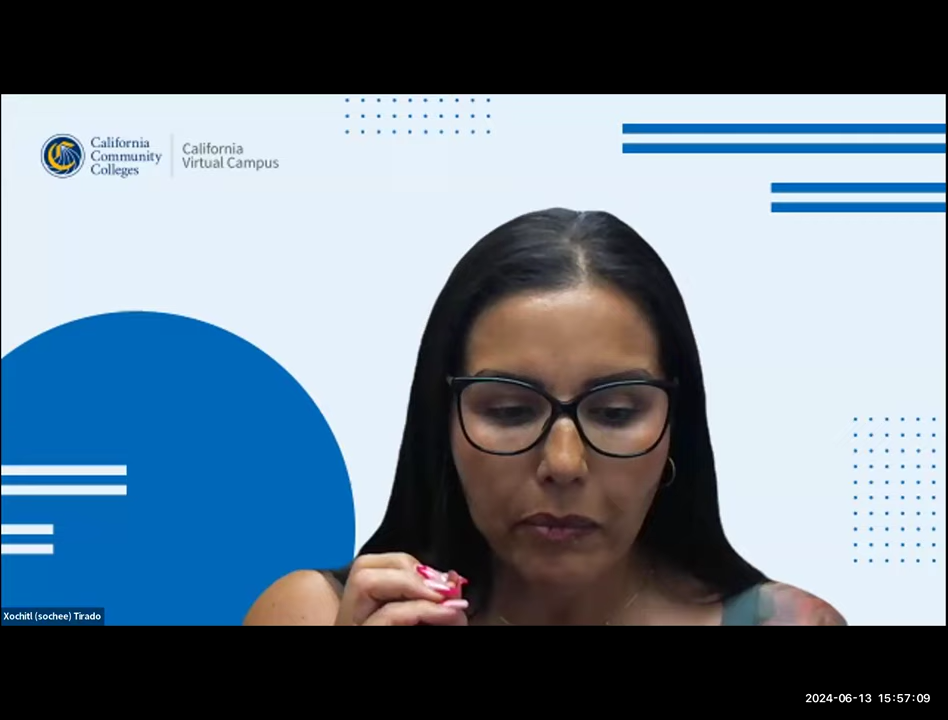 California
Community
Colleges
California
Virtual Campus
Xochitl (sochee) Tirado
2024-06-13 15:57:09